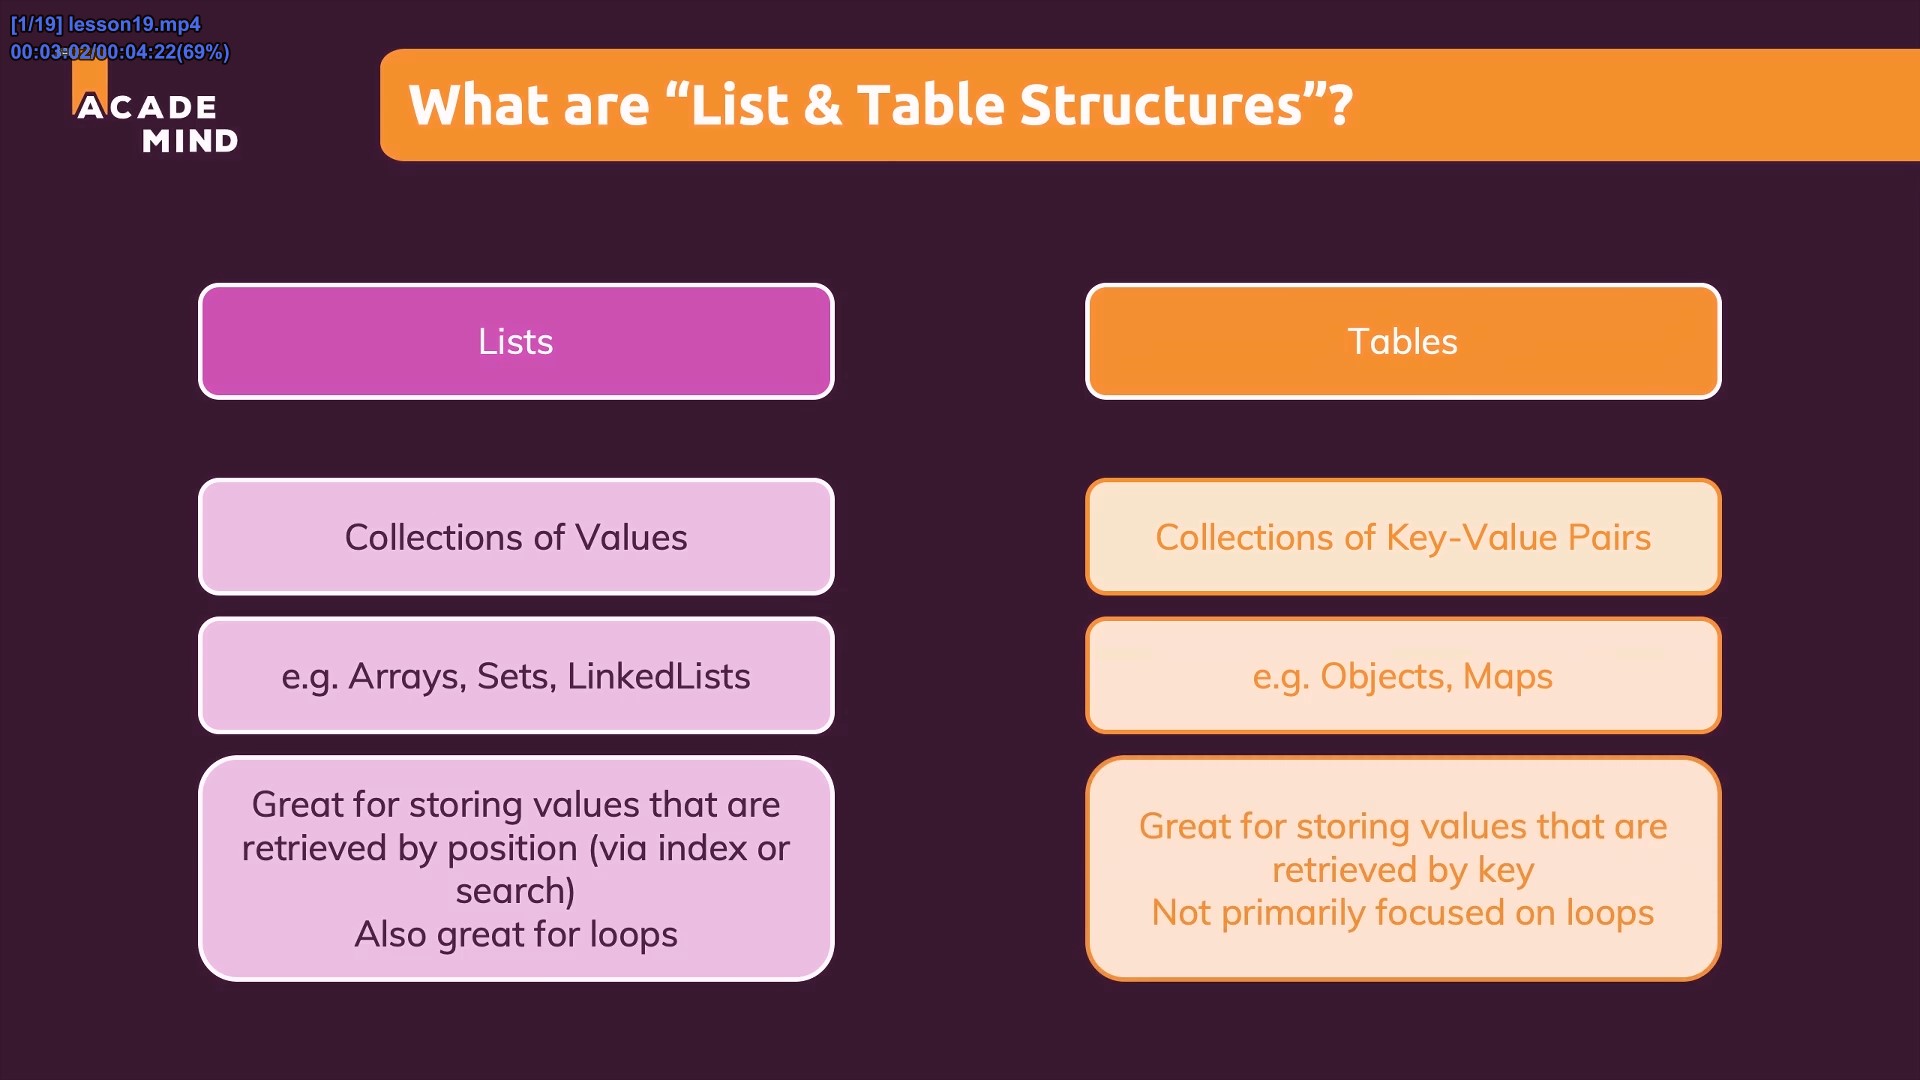 [1/19] lesson19.mp4
00:03:02/00:04:22(69%)
ACADE
MIND
What are “List & Table Structures”?
Lists
Collections of Values
e.g. Arrays, Sets, LinkedLists
Great for storing values that are
retrieved by position (via index or
search)
Also great for loops
Tables
Collections of Key-Value Pairs
e.g. Objects, Maps
Great for storing values that are
retrieved by key
Not primarily focused on loops